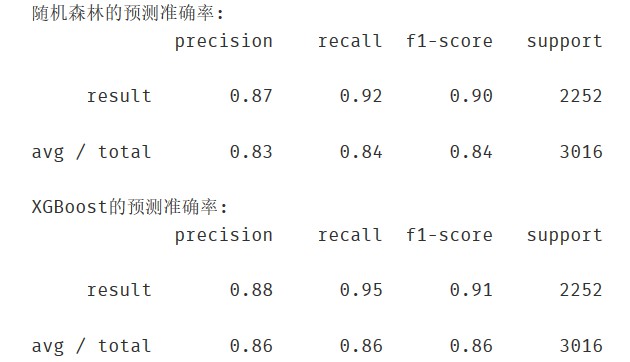 随机森林的预测准确率:
precision recall f1-score support
result 0.87 0.92 0.90 2252
avg / total 0.83 0.84 0.84 3016
XGBoost的预测准确率:
precision recall f1-score support
result 0.88 0.95 0.91 2252
avg / total 0.86 0.86 0.86 3016